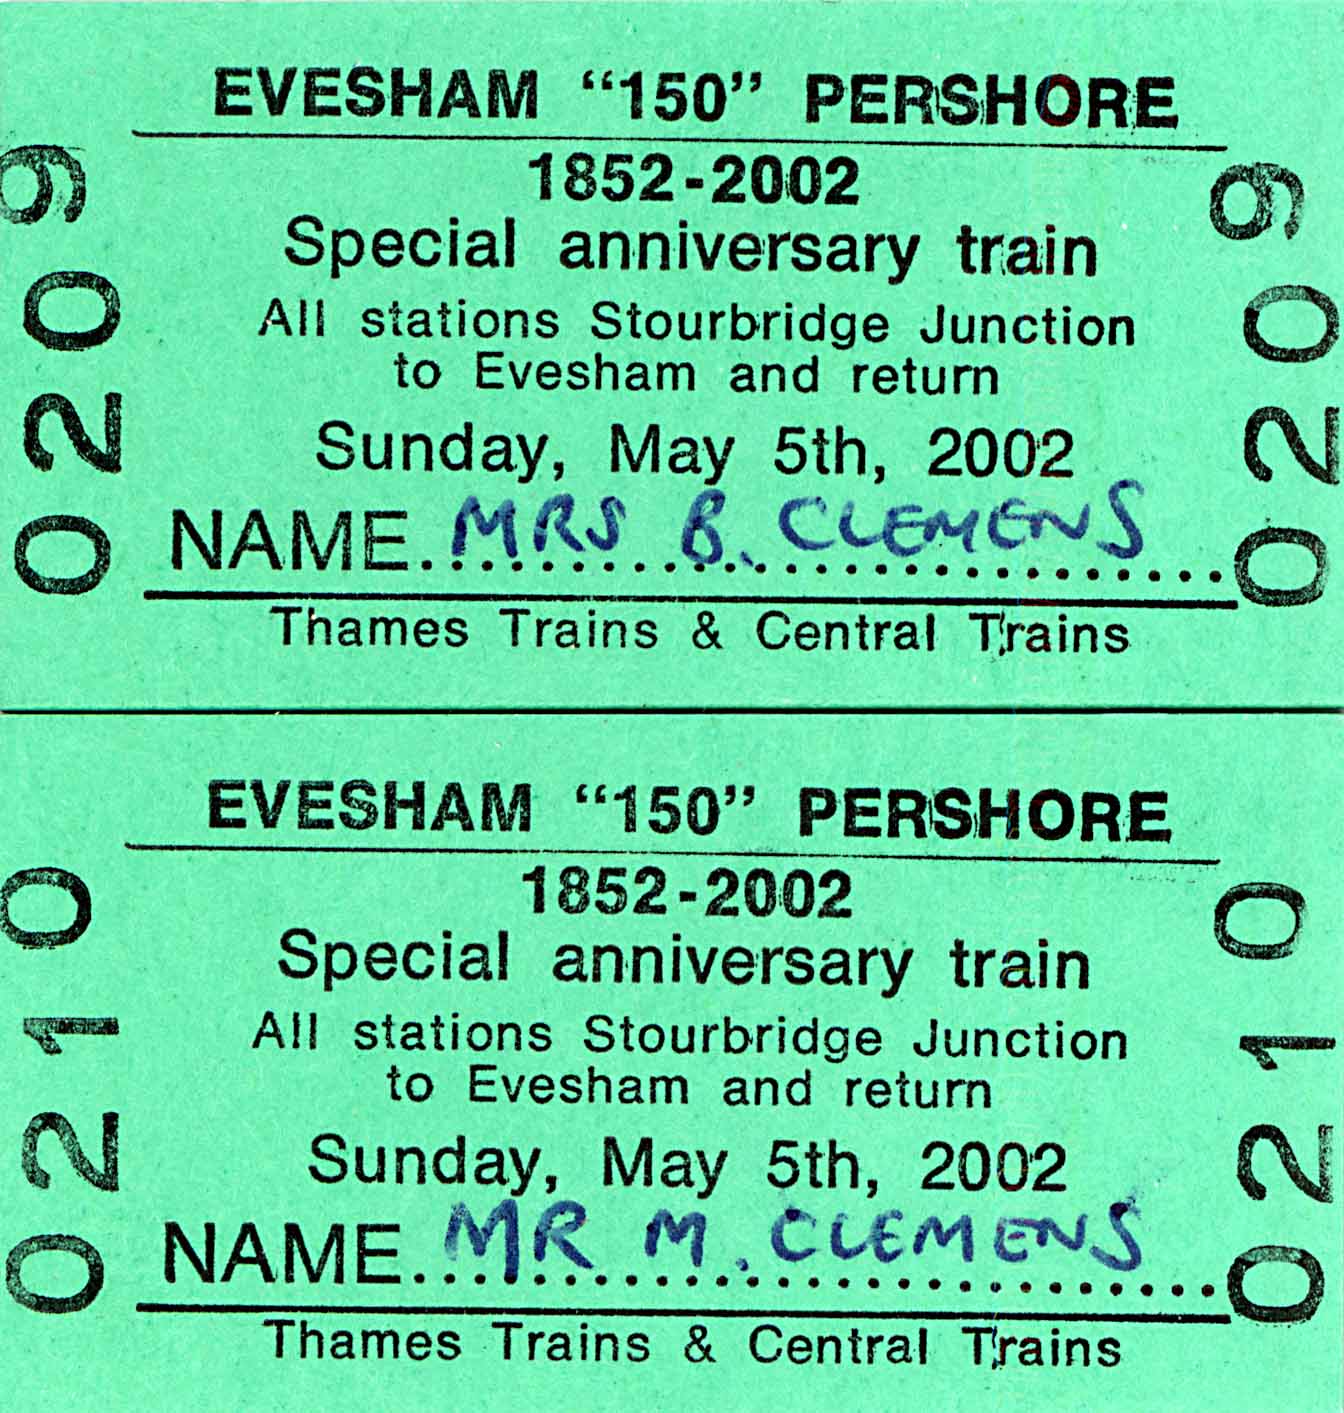 EVESHAM “150” PERSHORE
1852-2002
Special anniversary train
All stations Stourbridge Junction
to Evesham and return
Sunday, May 5th, 2002
NAME MRS B. CLEMENS
Thames Trains & Central Trains
0209
0209
EVESHAM “150” PERSHORE
1852-2002
Special anniversary train
All stations Stourbridge Junction
to Evesham and return
Sunday, May 5th, 2002
NAME MR M. CLEMENS
Thames Trains & Central Trains
0210
0210